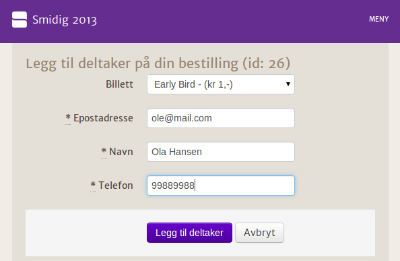 Smidig 2013
MENY
Legg til deltaker på din bestilling (id: 26)
Billett Early Bird - (kr 1,-)
* Epostadresse ole@mail.com
* Navn Ola Hansen
* Telefon 99889988
Legg til deltaker Avbryt